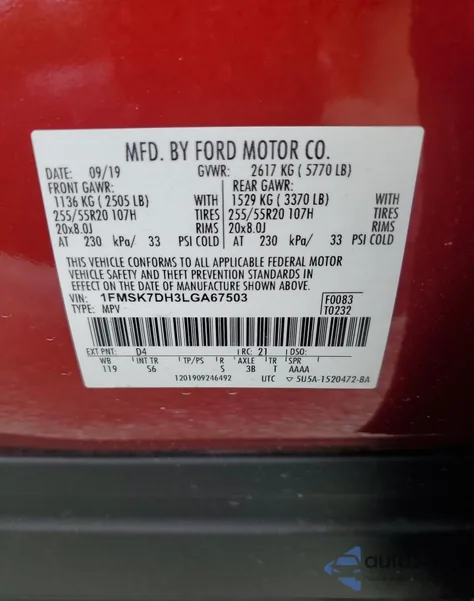 MFD. BY FORD MOTOR CO.
DATE: 09/19 GVWR: 2617 KG ( 5770 LB)
FRONT GAWR: REAR GAWR:
1136 KG ( 2505 LB) WITH 1529 KG ( 3370 LB) WITH
255/55R20 107H TIRES 255/55R20 107H TIRES
20x8.0J RIMS 20x8.0J RIMS
AT 230 kPa/ 33 PSI COLD AT 230 kPa/ 33 PSI COLD
THIS VEHICLE CONFORMS TO ALL APPLICABLE FEDERAL MOTOR
VEHICLE SAFETY AND THEFT PREVENTION STANDARDS IN
EFFECT ON THE DATE OF MANUFACTURE SHOWN ABOVE.
VIN: 1FMSK7DH3LGA67503 F0083
TYPE: MPV T0232
EXT PNT: D4 RC: 21 DSO:
WB INT TR TP/PS R AXLE TR SPR
119 S6 S 3B T AAAA
1201909246492 UTC 5U5A-1520472-BA